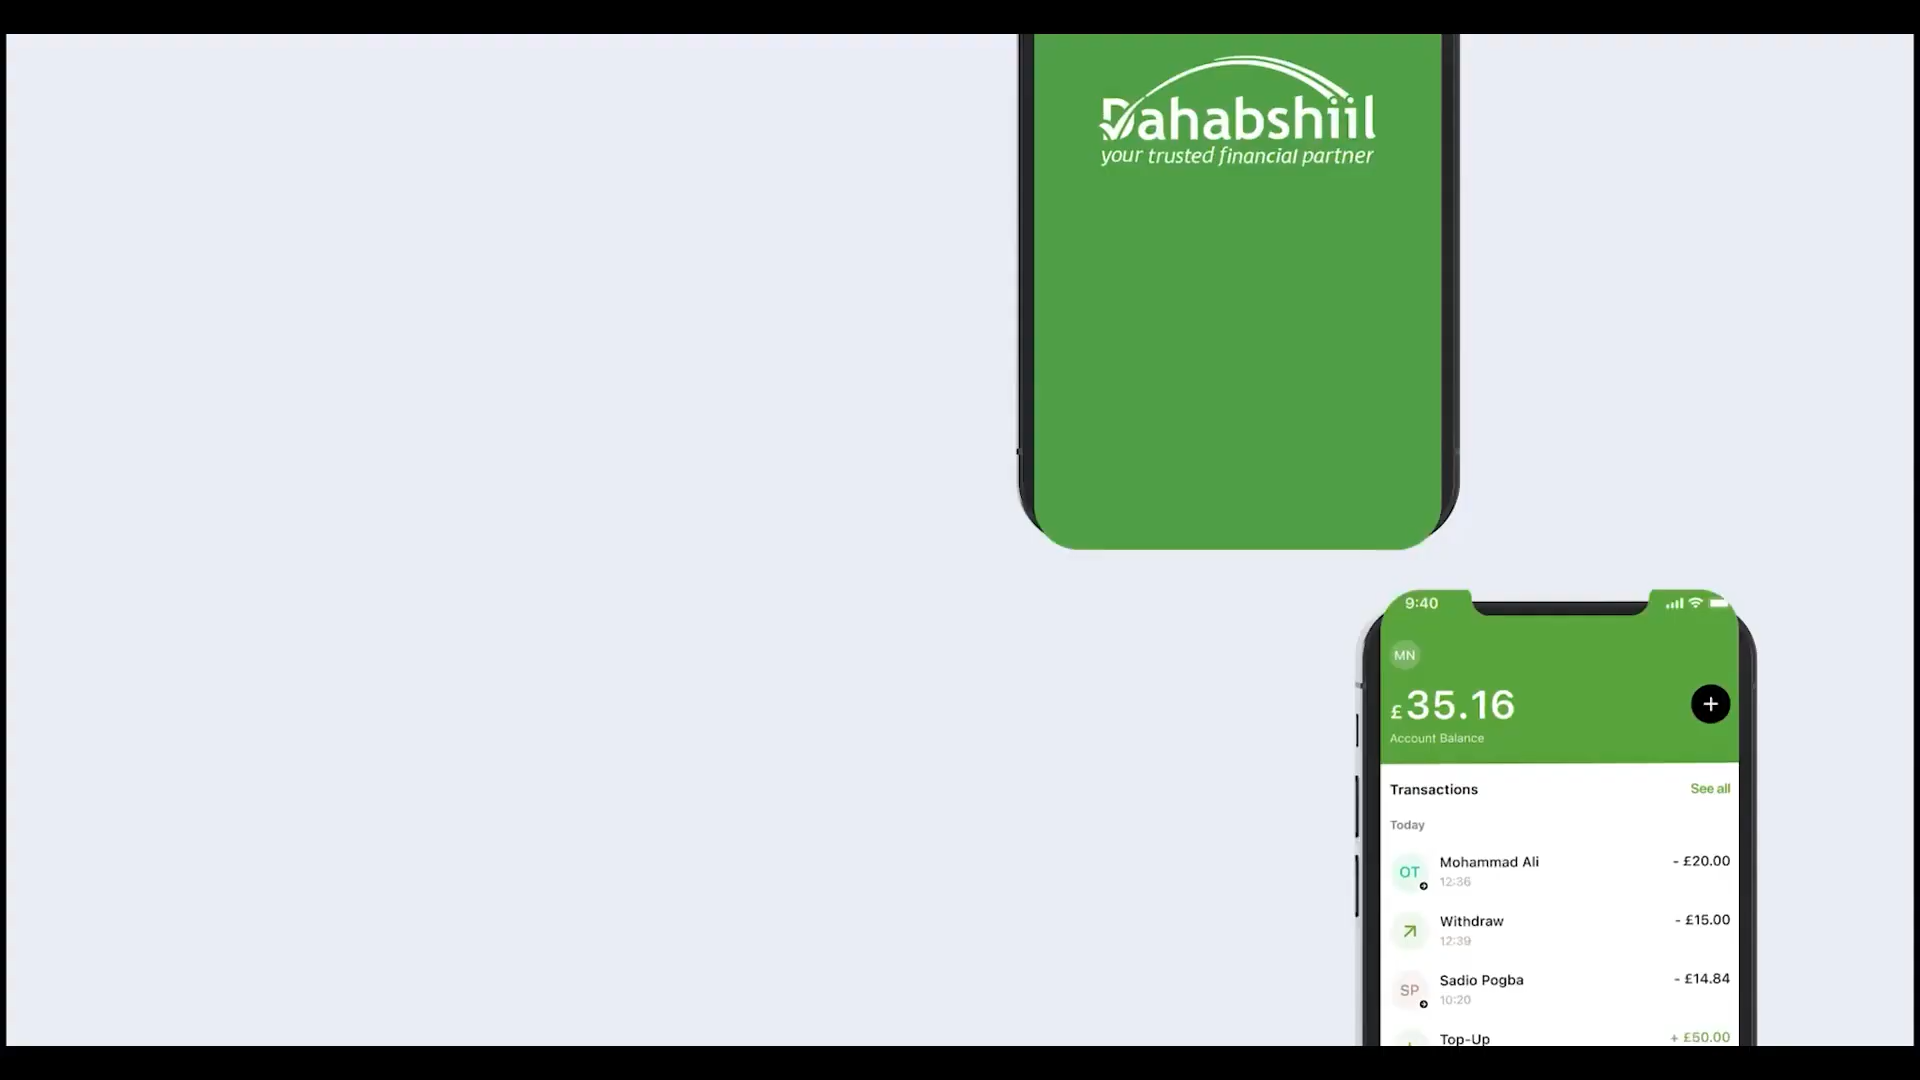 Dahabshiil
your trusted financial partner
9:40
MN
£35.16
Account Balance
Transactions
See all
Today
OT
Mohammad Ali
- £20.00
12:36
Withdraw
- £15.00
12:39
SP
Sadio Pogba
- £14.84
10:20
Top-Up
+ £50.00